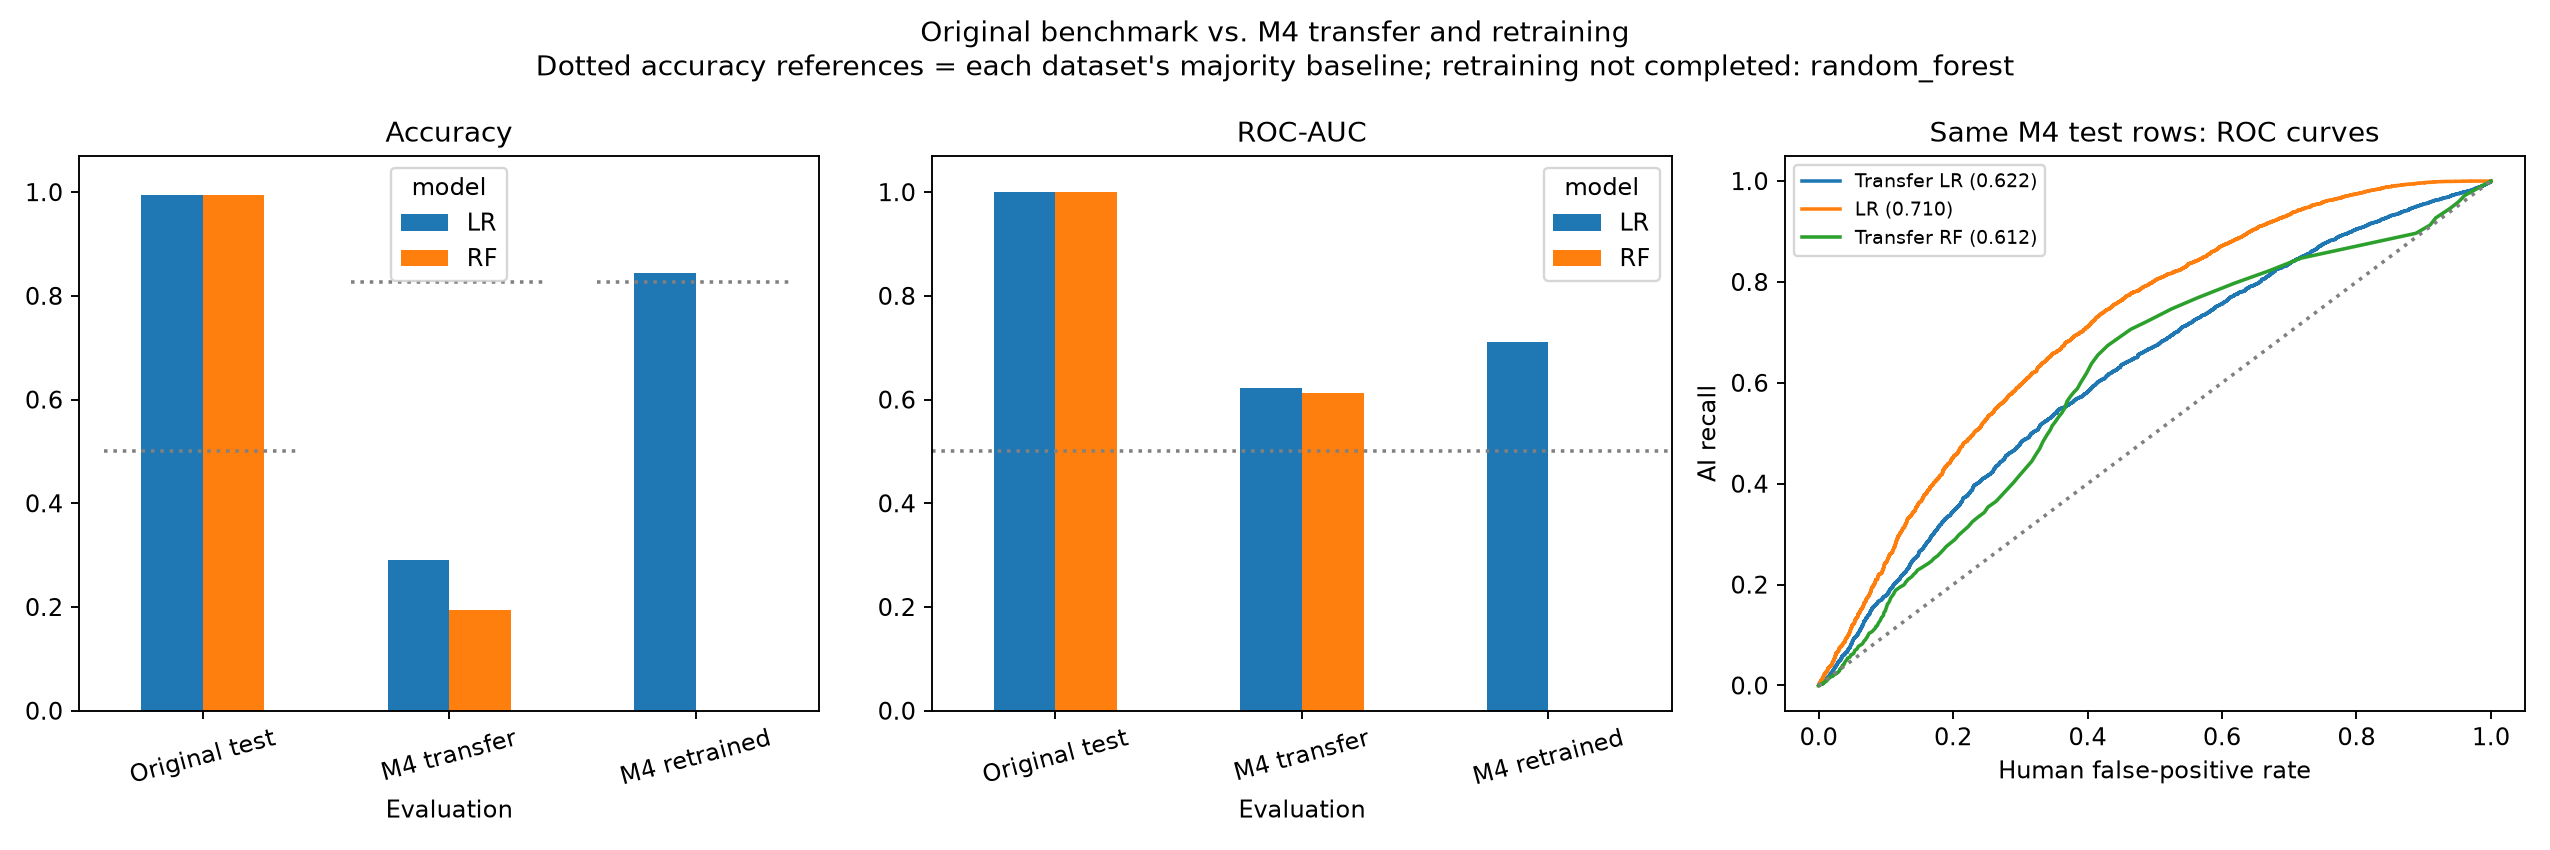 Original benchmark vs. M4 transfer and retraining
Dotted accuracy references = each dataset's majority baseline; retraining not completed: random_forest
Accuracy
model
LR
RF
1.0
0.8
0.6
0.4
0.2
0.0
Original test
M4 transfer
M4 retrained
Evaluation
ROC-AUC
model
LR
RF
1.0
0.8
0.6
0.4
0.2
0.0
Original test
M4 transfer
M4 retrained
Evaluation
Same M4 test rows: ROC curves
Transfer LR (0.622)
LR (0.710)
Transfer RF (0.612)
AI recall
1.0
0.8
0.6
0.4
0.2
0.0
0.0 0.2 0.4 0.6 0.8 1.0
Human false-positive rate